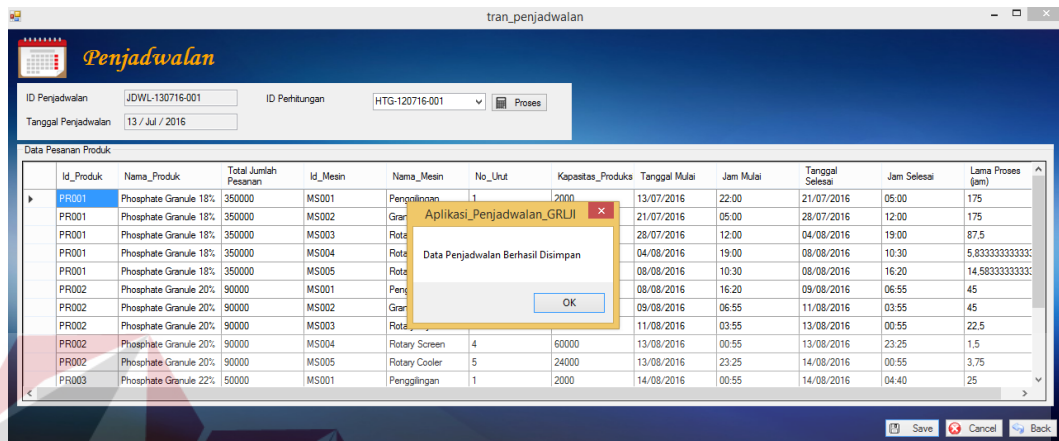 tran_penjadwalan
Penjadwalan
ID Penjadwalan JDWL-130716-001 ID Perhitungan HTG-120716-001 Proses
Tanggal Penjadwalan 13 / Jul / 2016
Data Pesanan Produk
Id_Produk Nama_Produk Total Jumlah Pesanan Id_Mesin Nama_Mesin No_Urut Kapasitas_Produks Tanggal Mulai Jam Mulai Tanggal Selesai Jam Selesai Lama Proses (jam)
PR001 Phosphate Granule 18% 350000 MS001 Penggilingan 1 2000 13/07/2016 22:00 21/07/2016 05:00 175
PR001 Phosphate Granule 18% 350000 MS002 Gran 21/07/2016 05:00 28/07/2016 12:00 175
PR001 Phosphate Granule 18% 350000 MS003 Rota 28/07/2016 12:00 04/08/2016 19:00 87,5
PR001 Phosphate Granule 18% 350000 MS004 Rota 04/08/2016 19:00 08/08/2016 10:30 5,83333333333
PR001 Phosphate Granule 18% 350000 MS005 Rota 08/08/2016 10:30 08/08/2016 16:20 14,5833333333
PR002 Phosphate Granule 20% 90000 MS001 Peng 08/08/2016 16:20 09/08/2016 06:55 45
PR002 Phosphate Granule 20% 90000 MS002 Gran 09/08/2016 06:55 11/08/2016 03:55 45
PR002 Phosphate Granule 20% 90000 MS003 Rota 11/08/2016 03:55 13/08/2016 00:55 22,5
PR002 Phosphate Granule 20% 90000 MS004 Rotary Screen 4 60000 13/08/2016 00:55 13/08/2016 23:25 1,5
PR002 Phosphate Granule 20% 90000 MS005 Rotary Cooler 5 24000 13/08/2016 23:25 14/08/2016 00:55 3,75
PR003 Phosphate Granule 22% 50000 MS001 Penggilingan 1 2000 14/08/2016 00:55 14/08/2016 04:40 25
Aplikasi_Penjadwalan_GRLJI
Data Penjadwalan Berhasil Disimpan
OK
Save Cancel Back